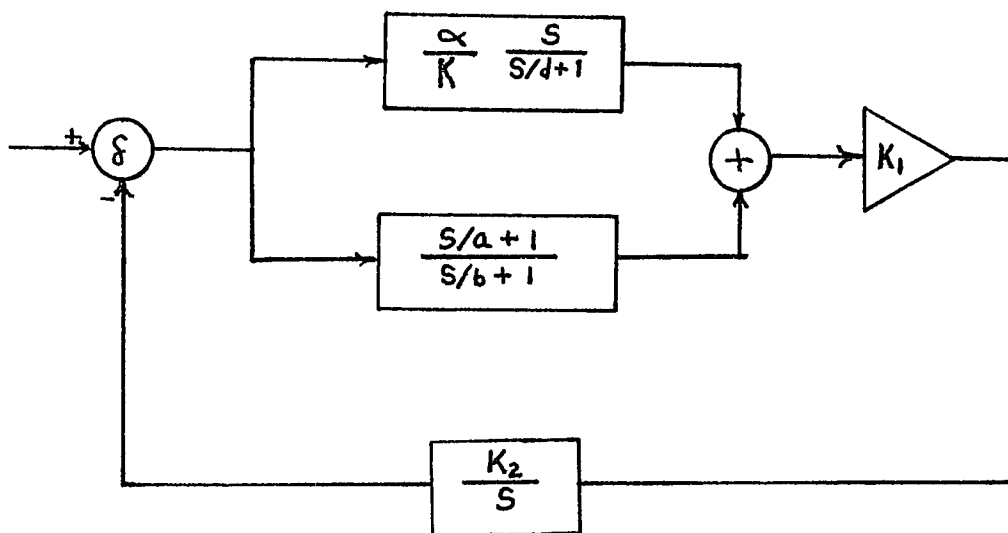 α/K S/(S/d+1)
+
δ
-
+
K₁
S/a + 1
S/b + 1
K₂
S